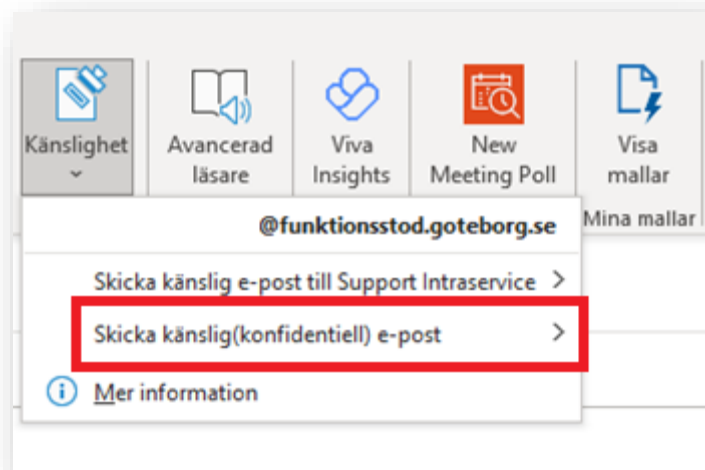 Känslighet
Avancerad läsare
Viva Insights
New Meeting Poll
Visa mallar
Mina mallar
@funktionsstod.goteborg.se
Skicka känslig e-post till Support Intraservice
Skicka känslig(konfidentiell) e-post
Mer information